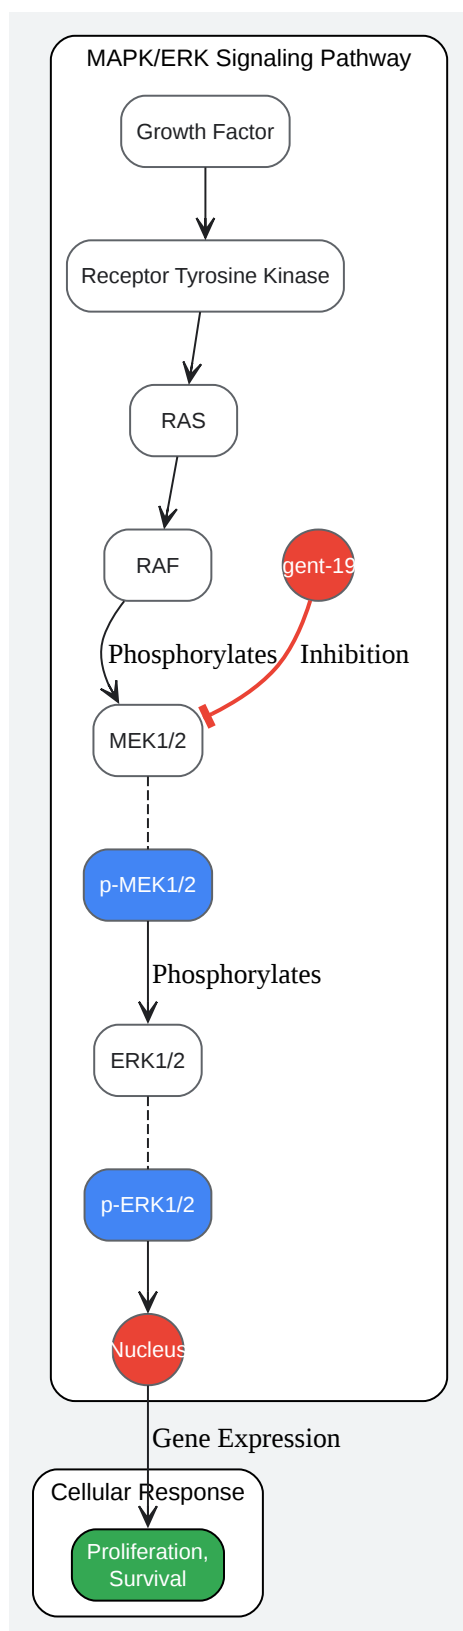 MAPK/ERK Signaling Pathway
Growth Factor
Receptor Tyrosine Kinase
RAS
RAF
gent-19
Phosphorylates
Inhibition
MEK1/2
p-MEK1/2
Phosphorylates
ERK1/2
p-ERK1/2
Nucleus
Gene Expression
Cellular Response
Proliferation,
Survival